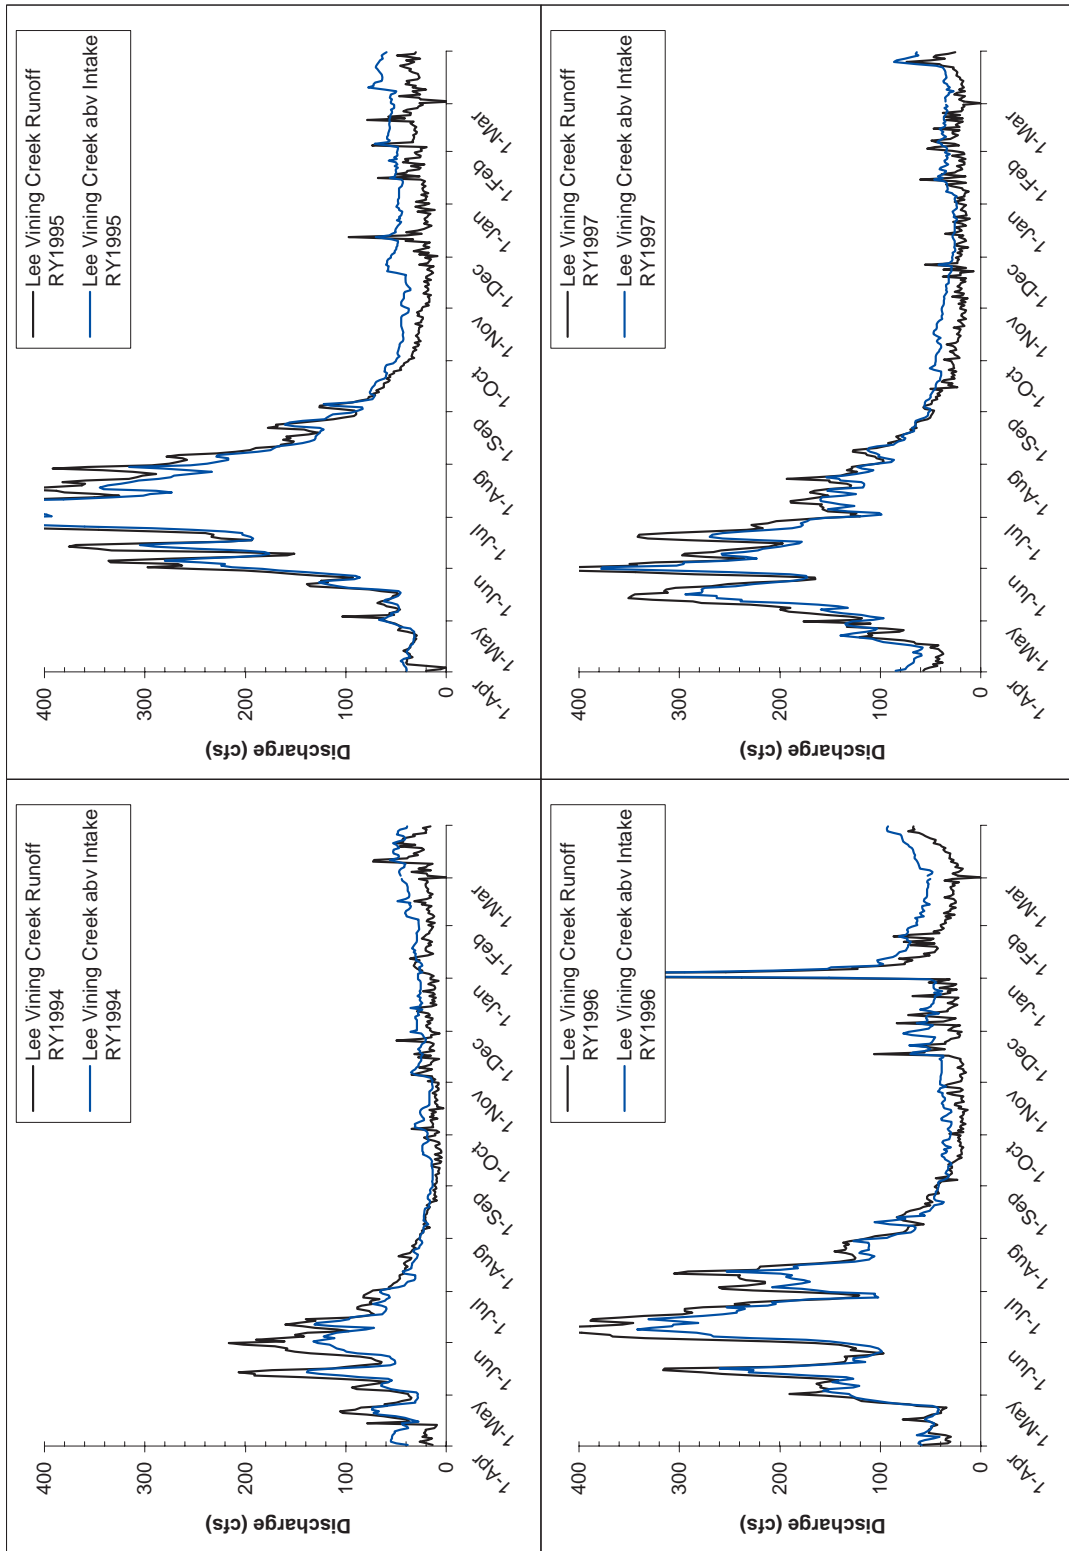 Lee Vining Creek Runoff
RY1994
Lee Vining Creek abv Intake
RY1994
400
300
200
100
0
Discharge (cfs)
1-Apr
1-May
1-Jun
1-Jul
1-Aug
1-Sep
1-Oct
1-Nov
1-Dec
1-Jan
1-Feb
1-Mar
Lee Vining Creek Runoff
RY1995
Lee Vining Creek abv Intake
RY1995
400
300
200
100
0
Discharge (cfs)
1-Apr
1-May
1-Jun
1-Jul
1-Aug
1-Sep
1-Oct
1-Nov
1-Dec
1-Jan
1-Feb
1-Mar
Lee Vining Creek Runoff
RY1996
Lee Vining Creek abv Intake
RY1996
400
300
200
100
0
Discharge (cfs)
1-Apr
1-May
1-Jun
1-Jul
1-Aug
1-Sep
1-Oct
1-Nov
1-Dec
1-Jan
1-Feb
1-Mar
Lee Vining Creek Runoff
RY1997
Lee Vining Creek abv Intake
RY1997
400
300
200
100
0
Discharge (cfs)
1-Apr
1-May
1-Jun
1-Jul
1-Aug
1-Sep
1-Oct
1-Nov
1-Dec
1-Jan
1-Feb
1-Mar